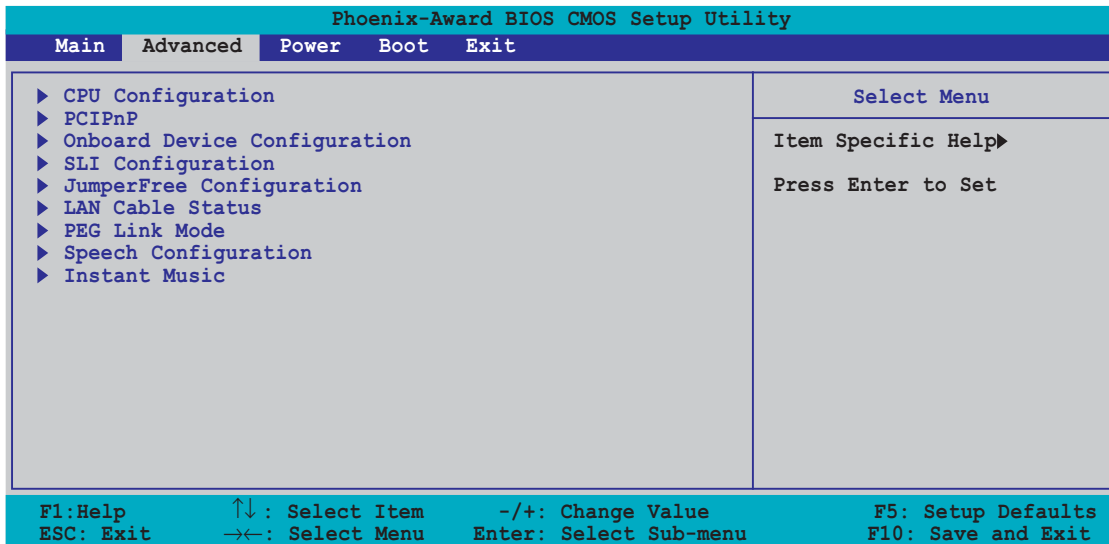 Phoenix-Award BIOS CMOS Setup Utility
Main Advanced Power Boot Exit
CPU Configuration
PCIPnP
Onboard Device Configuration
SLI Configuration
JumperFree Configuration
LAN Cable Status
PEG Link Mode
Speech Configuration
Instant Music
Select Menu
Item Specific Help
Press Enter to Set
F1:Help ↑↓ : Select Item -/+: Change Value F5: Setup Defaults
ESC: Exit →←: Select Menu Enter: Select Sub-menu F10: Save and Exit